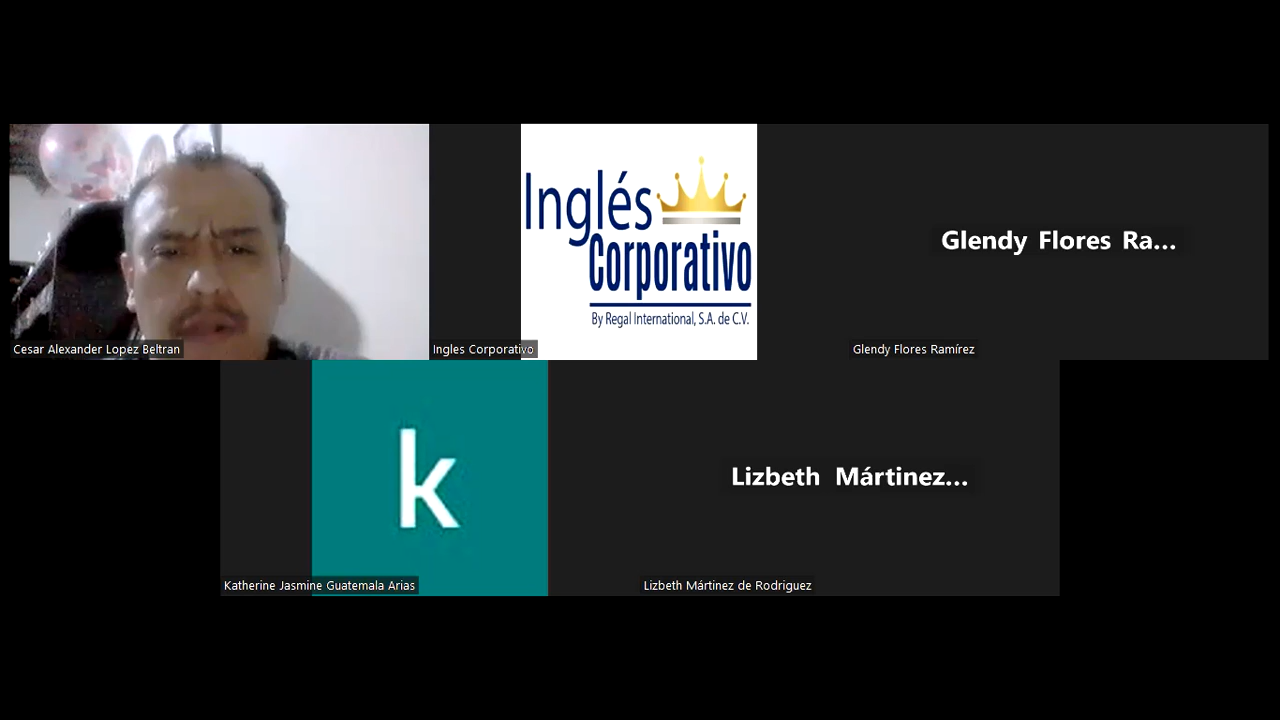 Cesar Alexander Lopez Beltran
Inglés
Corporativo
By Regal International, S.A. de C.V.
Ingles Corporativo
Glendy Flores Ra...
Glendy Flores Ramírez
k
Katherine Jasmine Guatemala Arias
Lizbeth Mártinez...
Lizbeth Mártinez de Rodriguez